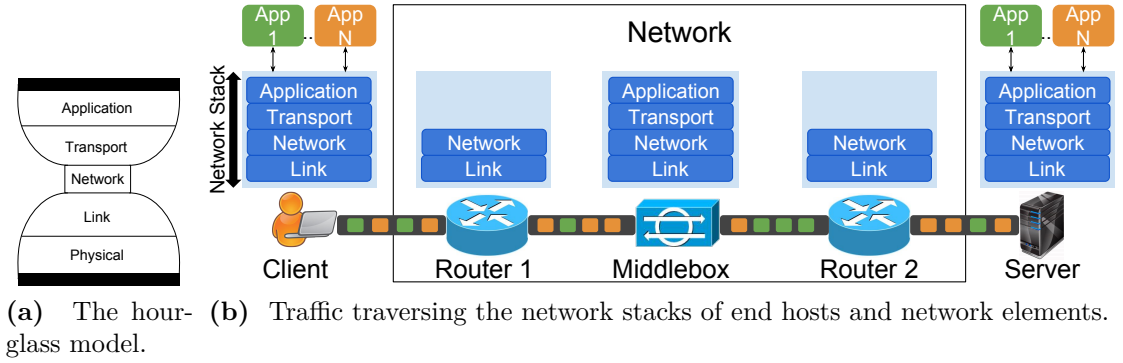 Application
Transport
Network
Link
Physical
(a) The hour-
glass model.
App
1
..
App
N
Network
App
1
..
App
N
Network Stack
Application
Transport
Network
Link
Network
Link
Application
Transport
Network
Link
Network
Link
Application
Transport
Network
Link
Client
Router 1
Middlebox
Router 2
Server
(b) Traffic traversing the network stacks of end hosts and network elements.